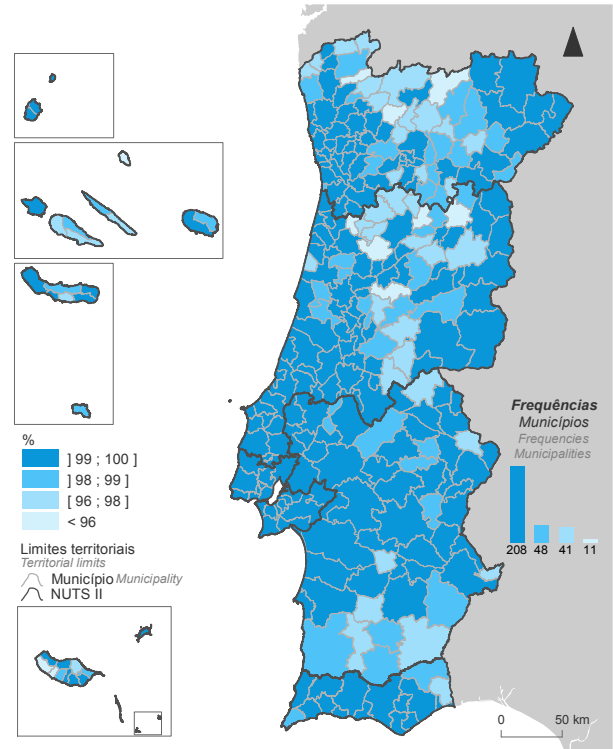 %
] 99 ; 100 ]
] 98 ; 99 ]
[ 96 ; 98 ]
< 96
Limites territoriais
Territorial limits
Município Municipality
NUTS II
Frequências
Municípios
Frequencies
Municipalities
208 48 41 11
0 50 km